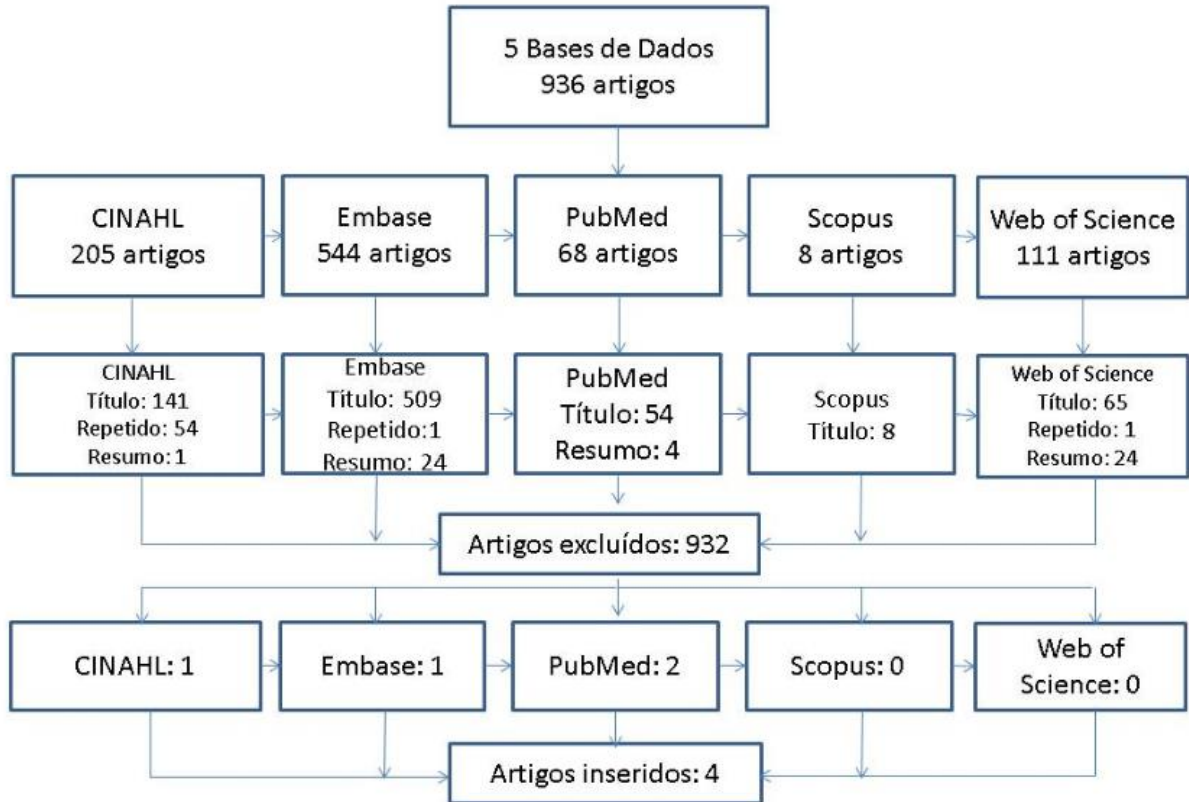 5 Bases de Dados
936 artigos
CINAHL
205 artigos
Embase
544 artigos
PubMed
68 artigos
Scopus
8 artigos
Web of Science
111 artigos
CINAHL
Título: 141
Repetido: 54
Resumo: 1
Embase
Titulo: 509
Repetido:1
Resumo: 24
PubMed
Título: 54
Resumo: 4
Scopus
Título: 8
Web of Science
Título: 65
Repetido: 1
Resumo: 24
Artigos excluídos: 932
CINAHL: 1
Embase: 1
PubMed: 2
Scopus: 0
Web of
Science: 0
Artigos inseridos: 4